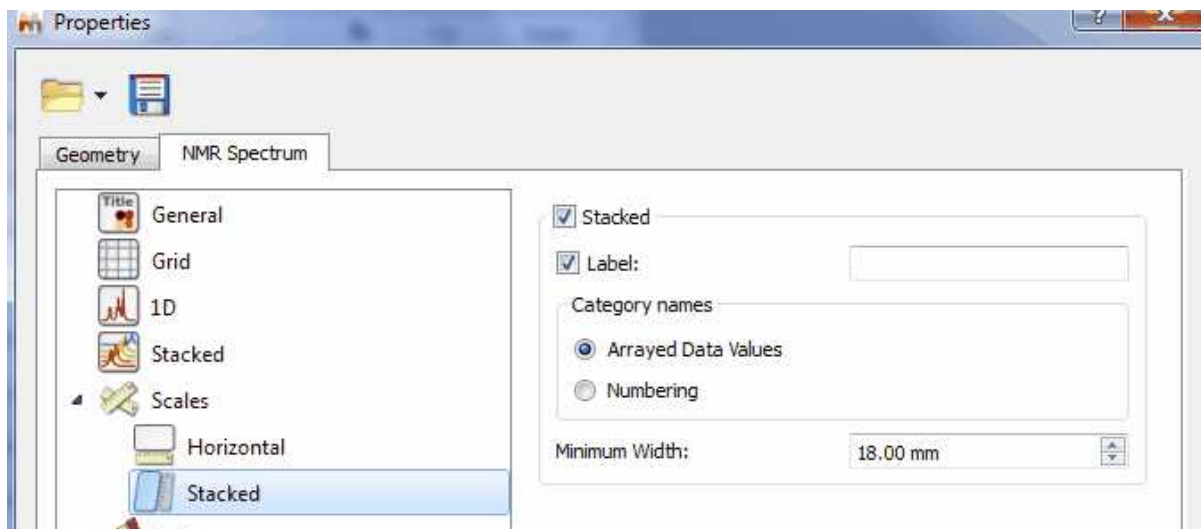 Properties
?
Geometry
NMR Spectrum
Title
General
Grid
1D
Stacked
Scales
Horizontal
Stacked
Stacked
Label:
Category names
Arrayed Data Values
Numbering
Minimum Width:
18.00 mm